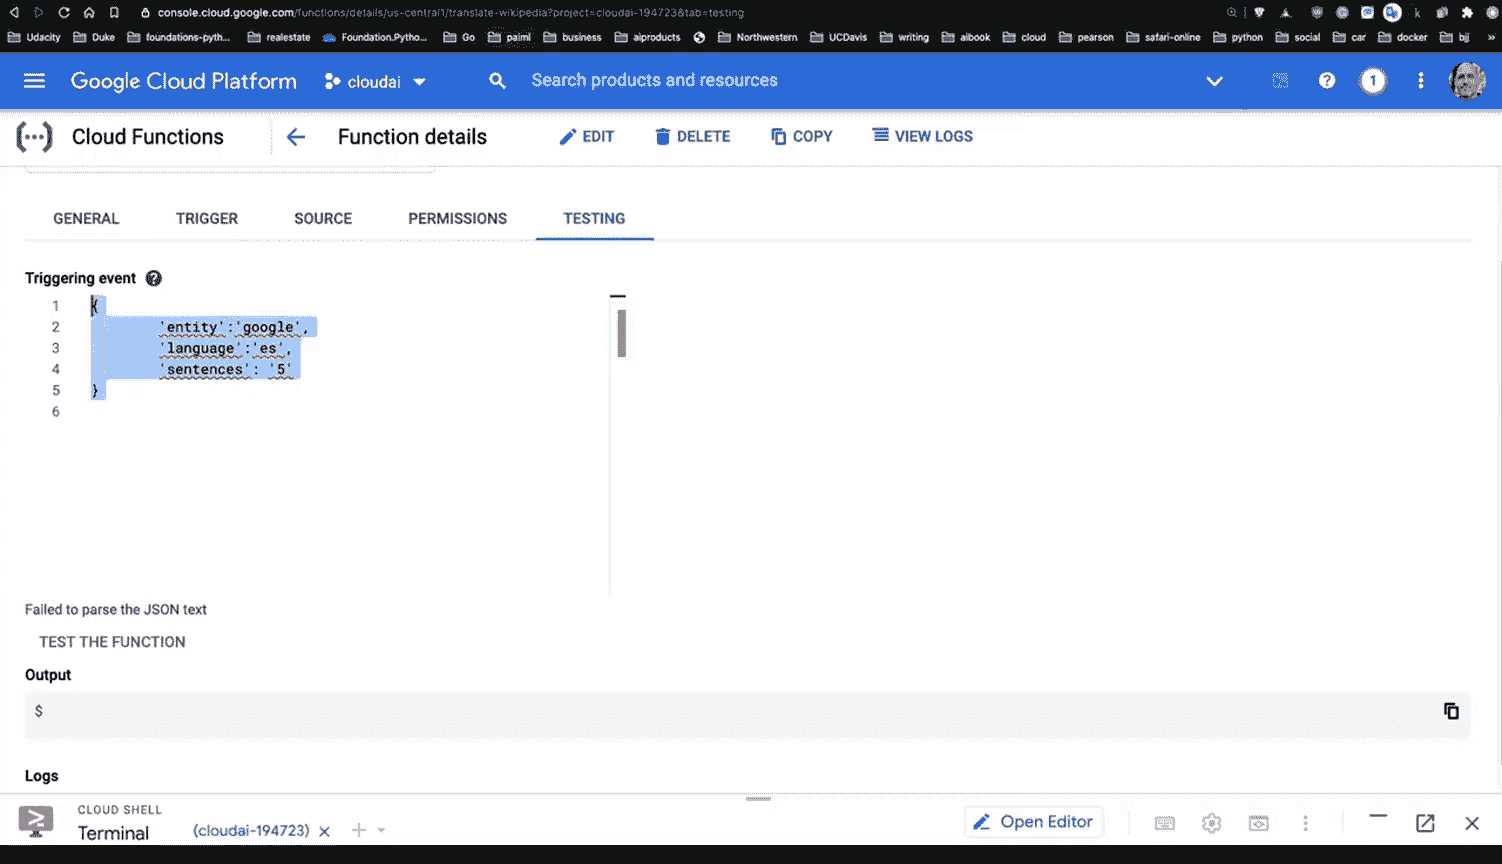 console.cloud.google.com/functions/details/us-central1/translate-wikipedia?project=cloudai-194723&tab=testing
Udacity Duke foundations-pyth... realestate Foundation.Pytho... Go paiml business aiproducts Northwestern UCDavis writing aibook cloud pearson safari-online python social car docker bjj »
Google Cloud Platform cloudai Search products and resources 1
Cloud Functions Function details EDIT DELETE COPY VIEW LOGS
GENERAL TRIGGER SOURCE PERMISSIONS TESTING
Triggering event
1 {
2 'entity':'google',
3 'language':'es',
4 'sentences': '5'
5 }
6
Failed to parse the JSON text
TEST THE FUNCTION
Output
$
Logs
CLOUD SHELL
Terminal (cloudai-194723) Open Editor